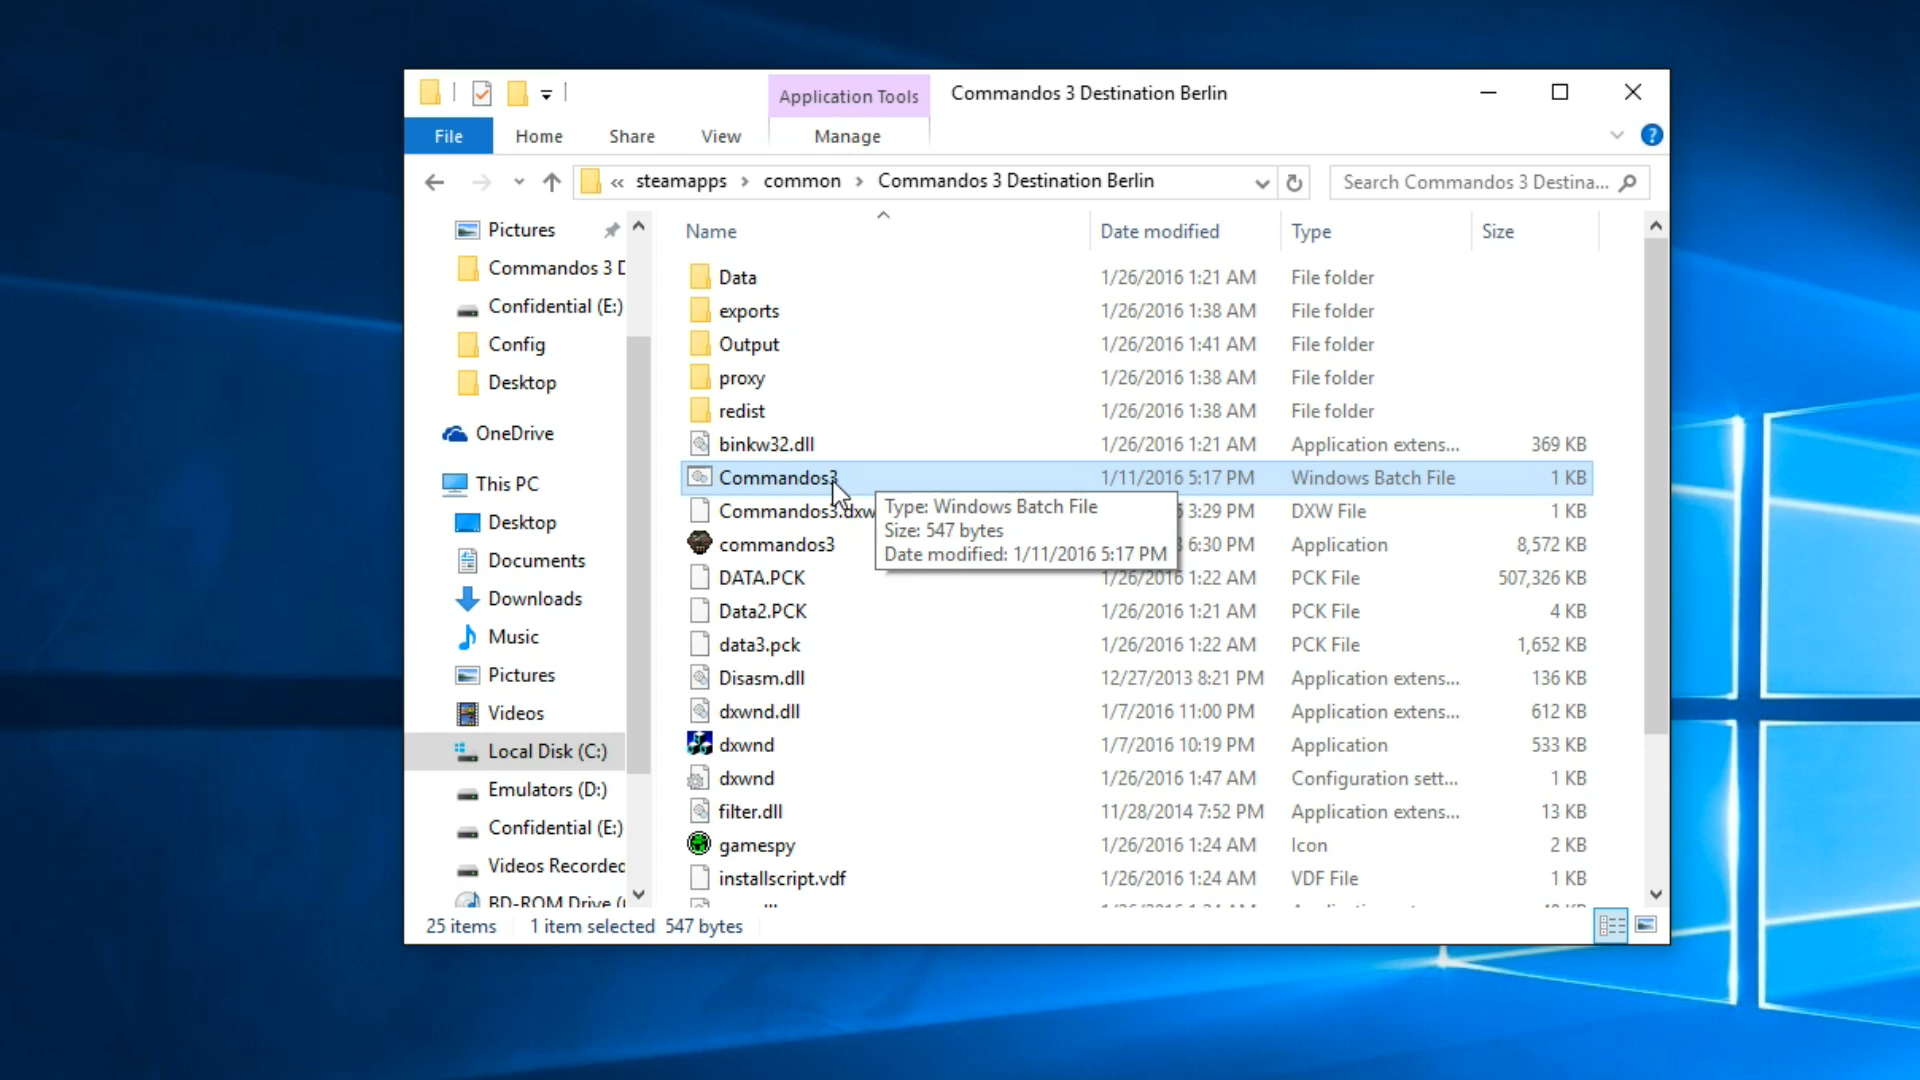 Application Tools
Commandos 3 Destination Berlin
File
Home
Share
View
Manage
« steamapps > common > Commandos 3 Destination Berlin
Search Commandos 3 Destina...
Pictures
Commandos 3 D
Confidential (E:)
Config
Desktop
OneDrive
This PC
Desktop
Documents
Downloads
Music
Pictures
Videos
Local Disk (C:)
Emulators (D:)
Confidential (E:)
Videos Recorded
BD-ROM Drive (
Name Date modified Type Size
Data 1/26/2016 1:21 AM File folder
exports 1/26/2016 1:38 AM File folder
Output 1/26/2016 1:41 AM File folder
proxy 1/26/2016 1:38 AM File folder
redist 1/26/2016 1:38 AM File folder
binkw32.dll 1/26/2016 1:21 AM Application extens... 369 KB
Commandos3 1/11/2016 5:17 PM Windows Batch File 1 KB
Commandos3.dxw 3:29 PM DXW File 1 KB
commandos3 6:30 PM Application 8,572 KB
Type: Windows Batch File
Size: 547 bytes
Date modified: 1/11/2016 5:17 PM
DATA.PCK 1/26/2016 1:22 AM PCK File 507,326 KB
Data2.PCK 1/26/2016 1:21 AM PCK File 4 KB
data3.pck 1/26/2016 1:22 AM PCK File 1,652 KB
Disasm.dll 12/27/2013 8:21 PM Application extens... 136 KB
dxwnd.dll 1/7/2016 11:00 PM Application extens... 612 KB
dxwnd 1/7/2016 10:19 PM Application 533 KB
dxwnd 1/26/2016 1:47 AM Configuration sett... 1 KB
filter.dll 11/28/2014 7:52 PM Application extens... 13 KB
gamespy 1/26/2016 1:24 AM Icon 2 KB
installscript.vdf 1/26/2016 1:24 AM VDF File 1 KB
25 items 1 item selected 547 bytes